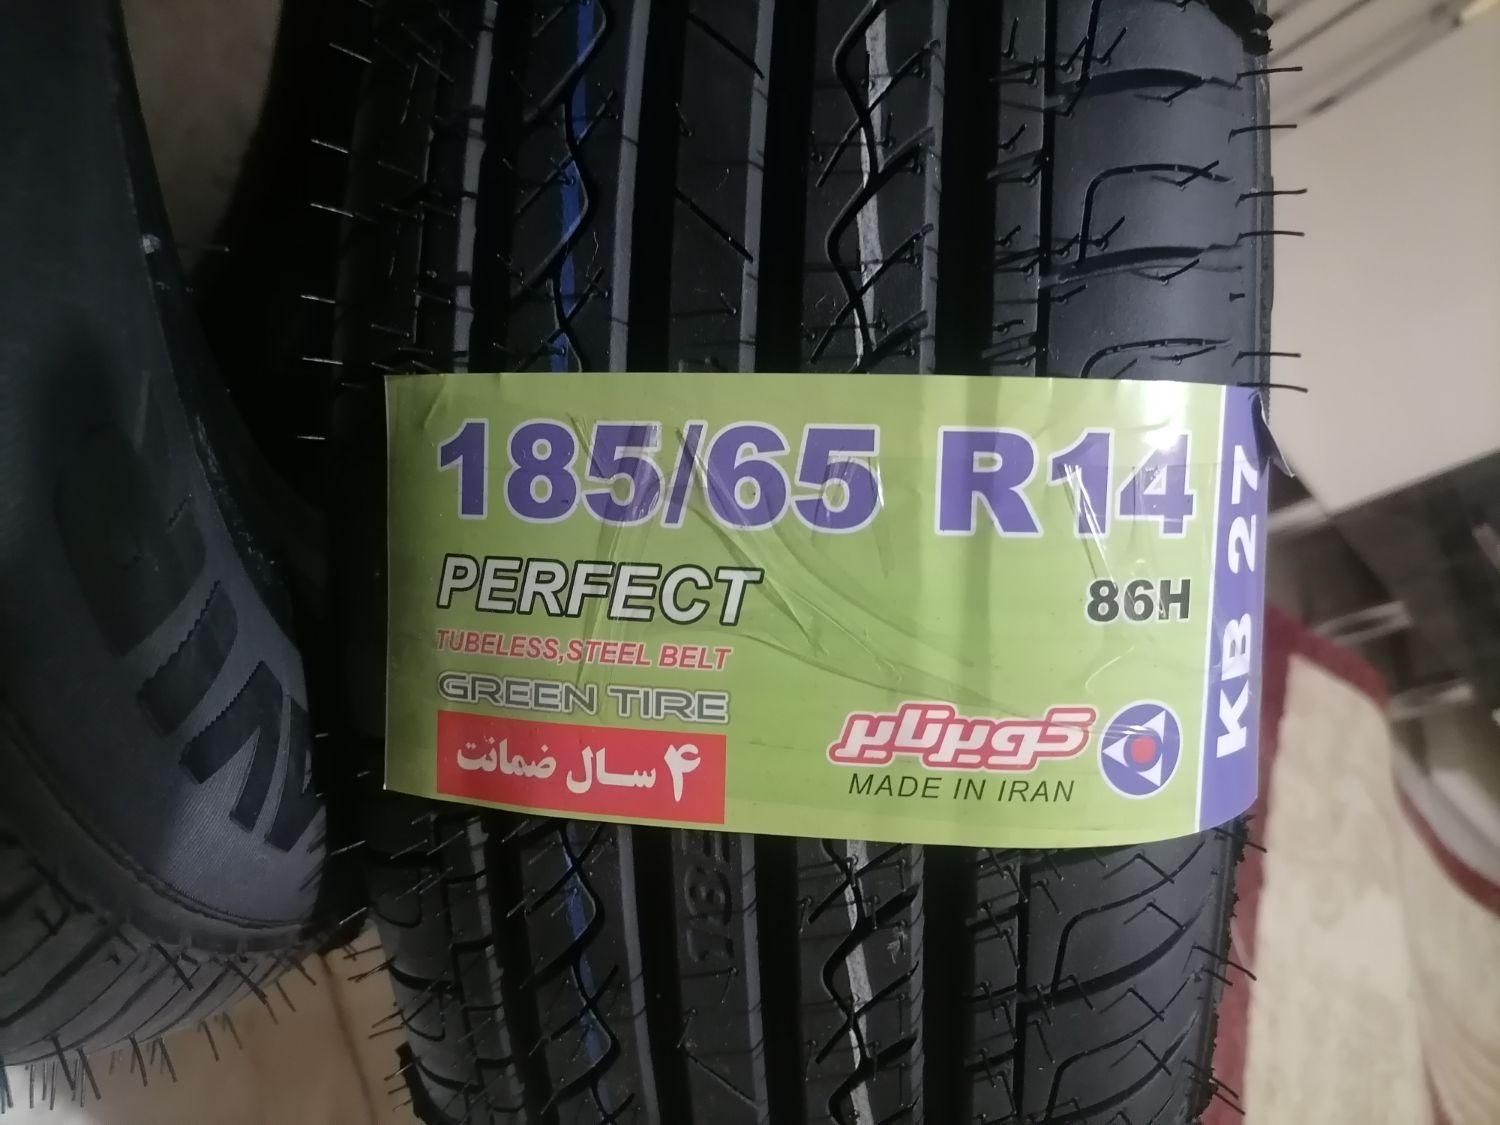 185/65 R14
PERFECT
86H
TUBELESS,STEEL BELT
GREEN TIRE
۴ سال ضمانت
کویرتایر
MADE IN IRAN
KB 27